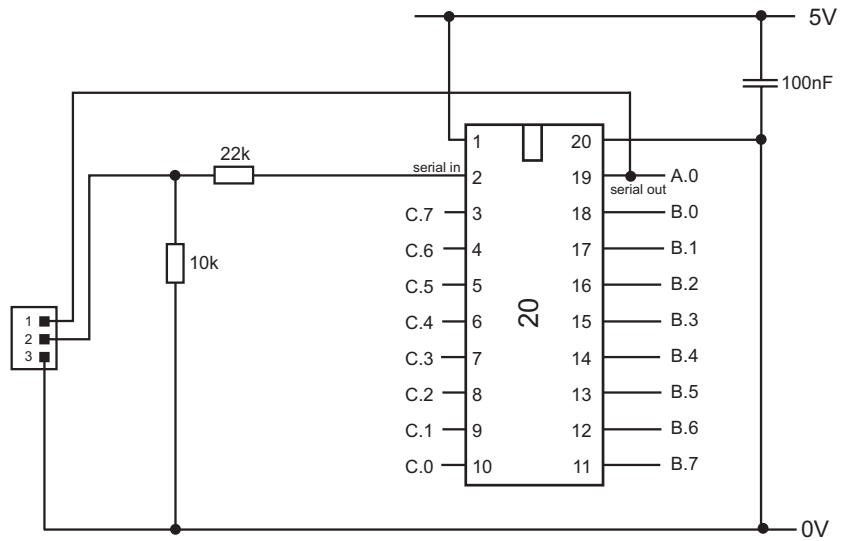 5V
100nF
22k
serial in
1 20
2 19 A.0
serial out
C.7 3 18 B.0
C.6 4 17 B.1
10k
C.5 5 16 B.2
C.4 6 15 B.3
C.3 7 14 B.4
C.2 8 13 B.5
C.1 9 12 B.6
C.0 10 11 B.7
20
1
2
3
0V